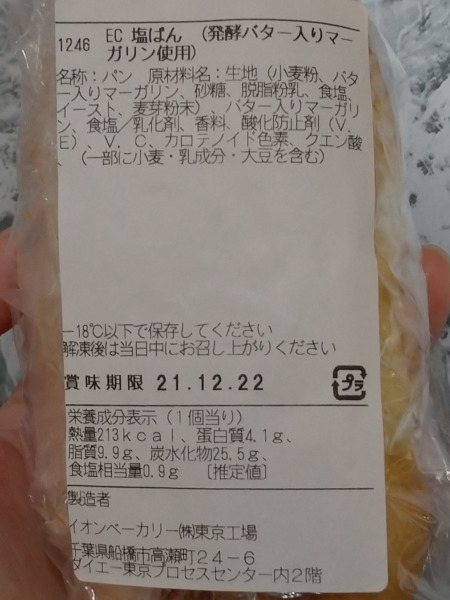 1246 EC 塩ぱん (発酵バター入りマー
ガリン使用)
名称:パン 原材料名:生地(小麦粉、バタ
ー入りマーガリン、砂糖、脱脂粉乳、食塩、
イースト、麦芽粉末)、バター入りマーガリ
ン、食塩/乳化剤、香料、酸化防止剤(V.
E)、V.C、カロテノイド色素、クエン酸
、(一部に小麦・乳成分・大豆を含む)
−18℃以下で保存してください
解凍後は当日中にお召し上がりください
賞味期限 21.12.22
プラ
栄養成分表示(1個当り)
熱量213kcal、蛋白質4.1g、
脂質9.9g、炭水化物25.5g、
食塩相当量0.9g 〔推定値〕
製造者
イオンベーカリー㈱東京工場
千葉県船橋市高瀬町24−6
ダイエー東京プロセスセンター内2階